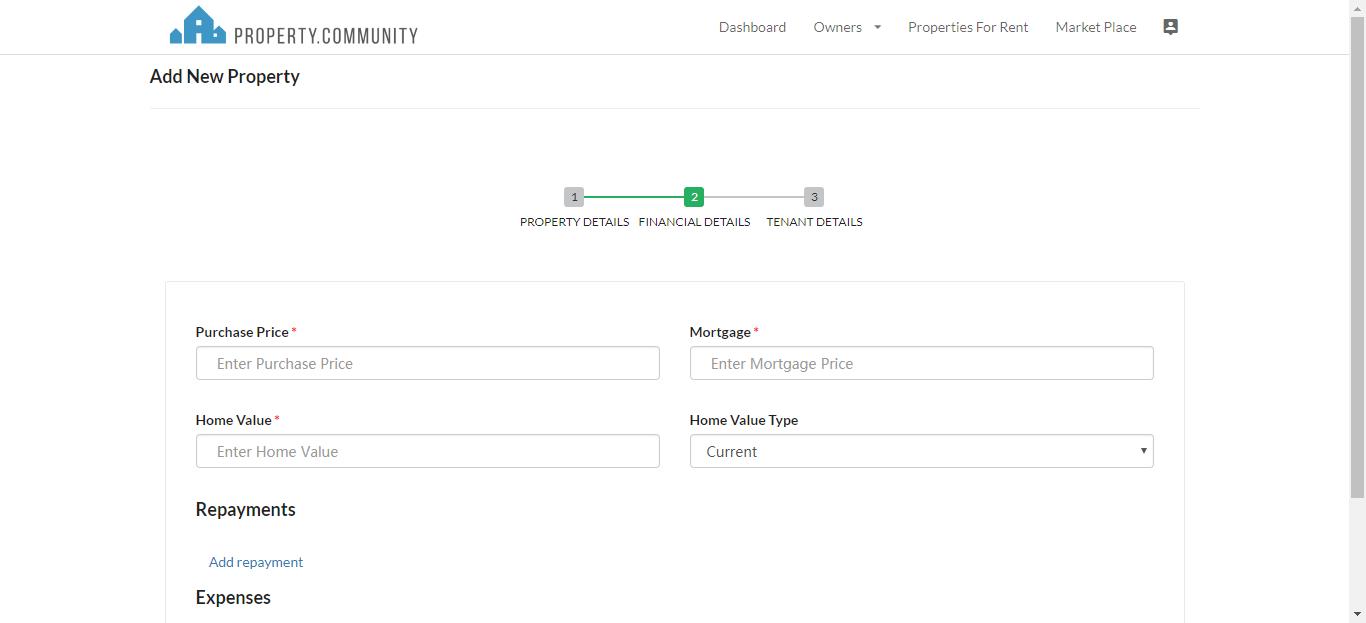 PROPERTY.COMMUNITY
Dashboard Owners Properties For Rent Market Place
Add New Property
1 2 3
PROPERTY DETAILS FINANCIAL DETAILS TENANT DETAILS
Purchase Price * Mortgage *
Enter Purchase Price Enter Mortgage Price
Home Value * Home Value Type
Enter Home Value Current
Repayments
Add repayment
Expenses